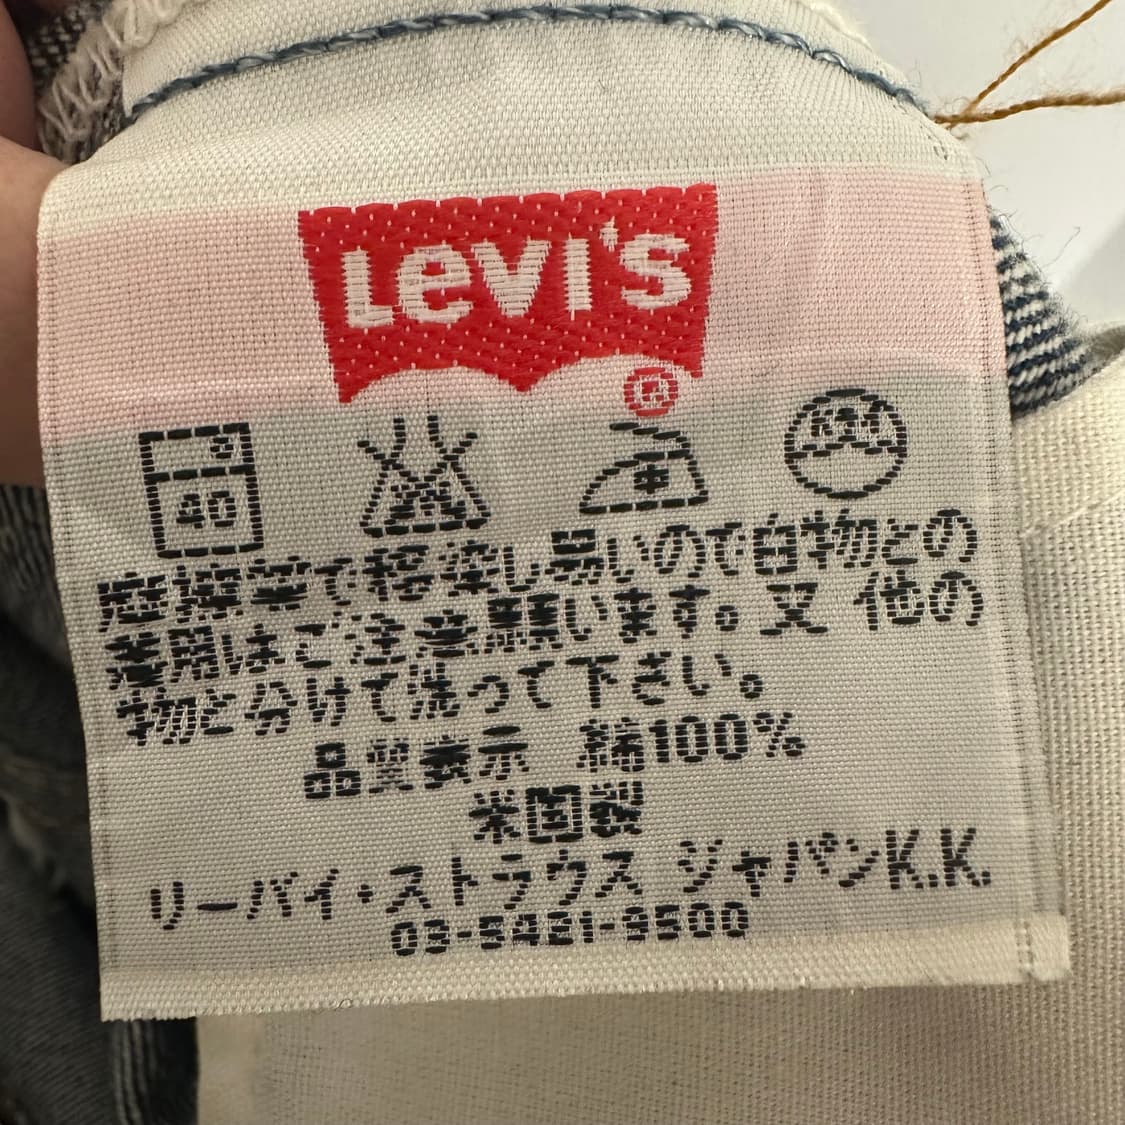 Levi's
®
40
摩擦等で移染し易いので白物との
着用はご注意願います。又 他の
物と分けて洗って下さい。
品質表示 綿100%
米国製
リーバイ・ストラウス ジャパンK.K.
03-5421-9500